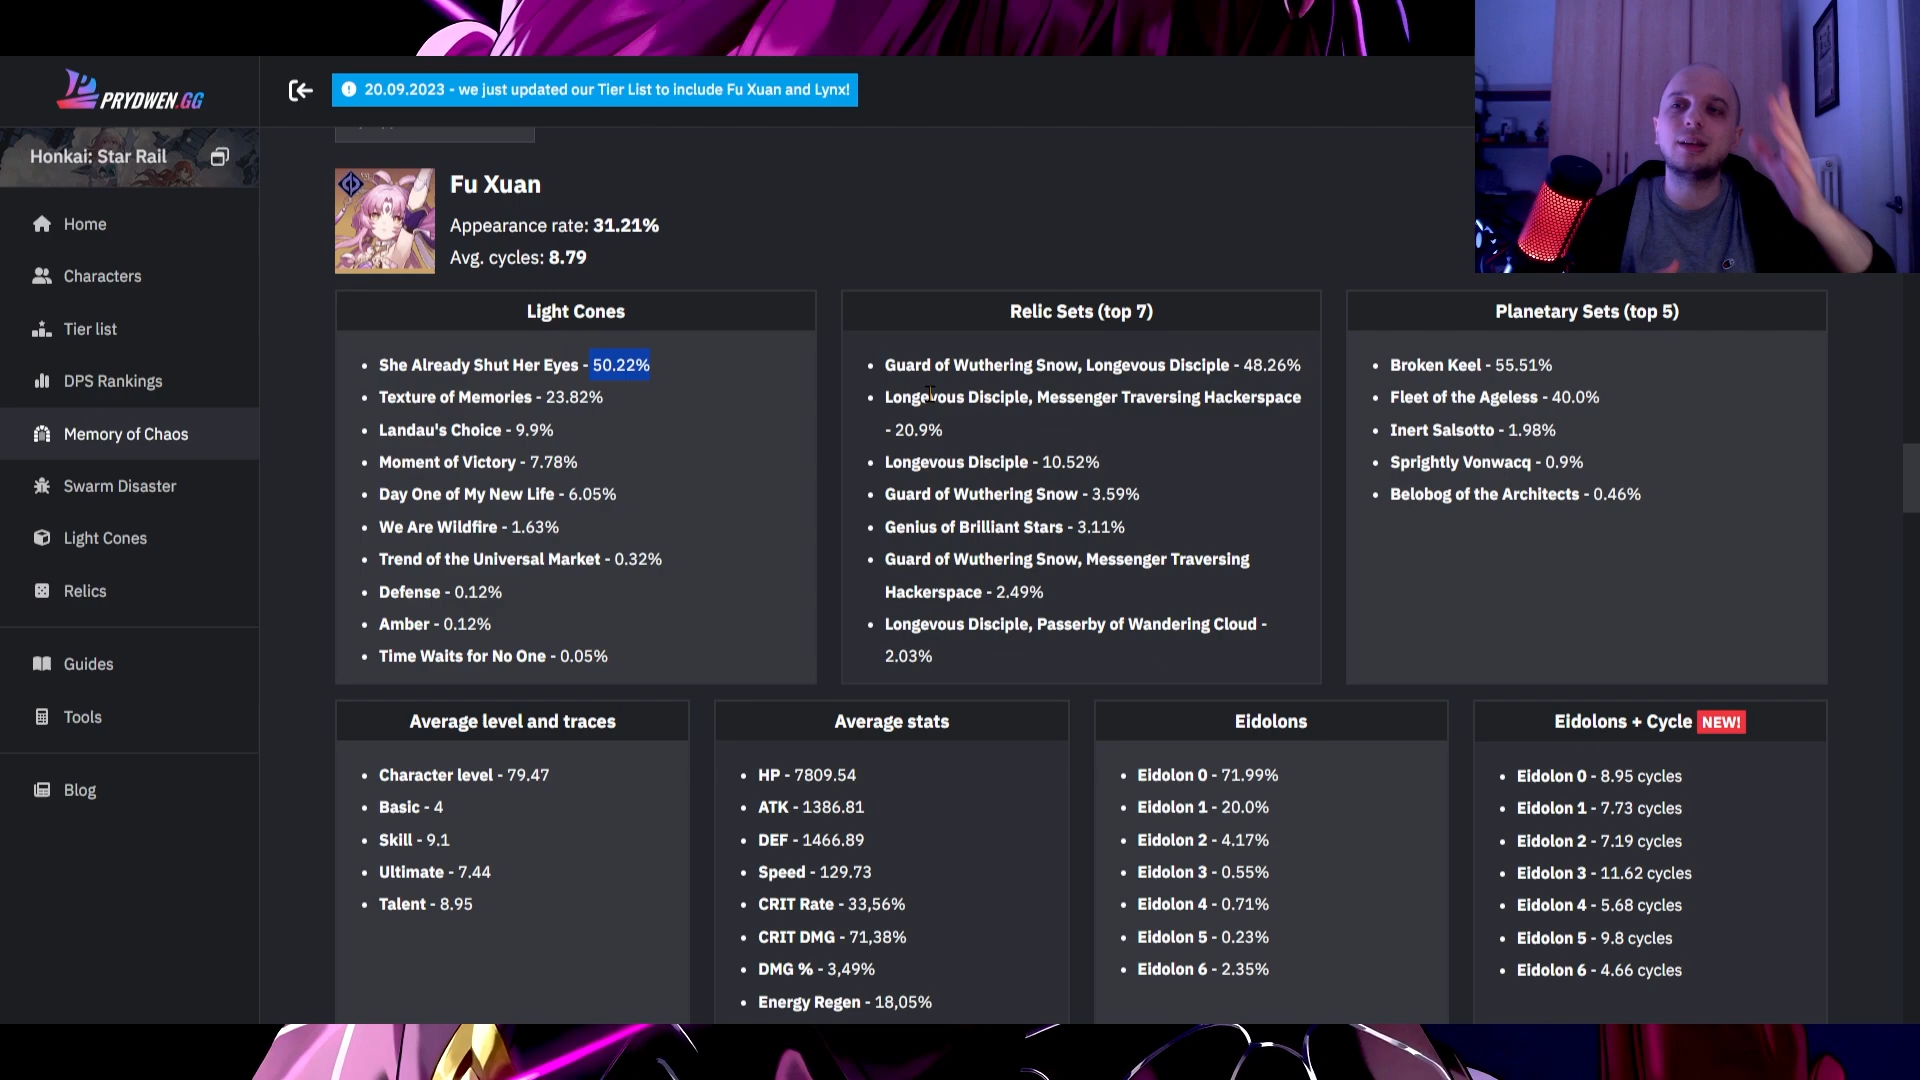 PRYDWEN.GG
20.09.2023 - we just updated our Tier List to include Fu Xuan and Lynx!
Honkai: Star Rail
Home
Characters
Tier list
DPS Rankings
Memory of Chaos
Swarm Disaster
Light Cones
Relics
Guides
Tools
Blog
Fu Xuan
Appearance rate: 31.21%
Avg. cycles: 8.79
Light Cones
She Already Shut Her Eyes - 50.22%
Texture of Memories - 23.82%
Landau's Choice - 9.9%
Moment of Victory - 7.78%
Day One of My New Life - 6.05%
We Are Wildfire - 1.63%
Trend of the Universal Market - 0.32%
Defense - 0.12%
Amber - 0.12%
Time Waits for No One - 0.05%
Relic Sets (top 7)
Guard of Wuthering Snow, Longevous Disciple - 48.26%
Longevous Disciple, Messenger Traversing Hackerspace
- 20.9%
Longevous Disciple - 10.52%
Guard of Wuthering Snow - 3.59%
Genius of Brilliant Stars - 3.11%
Guard of Wuthering Snow, Messenger Traversing
Hackerspace - 2.49%
Longevous Disciple, Passerby of Wandering Cloud -
2.03%
Planetary Sets (top 5)
Broken Keel - 55.51%
Fleet of the Ageless - 40.0%
Inert Salsotto - 1.98%
Sprightly Vonwacq - 0.9%
Belobog of the Architects - 0.46%
Average level and traces
Character level - 79.47
Basic - 4
Skill - 9.1
Ultimate - 7.44
Talent - 8.95
Average stats
HP - 7809.54
ATK - 1386.81
DEF - 1466.89
Speed - 129.73
CRIT Rate - 33,56%
CRIT DMG - 71,38%
DMG % - 3,49%
Energy Regen - 18,05%
Eidolons
Eidolon 0 - 71.99%
Eidolon 1 - 20.0%
Eidolon 2 - 4.17%
Eidolon 3 - 0.55%
Eidolon 4 - 0.71%
Eidolon 5 - 0.23%
Eidolon 6 - 2.35%
Eidolons + Cycle NEW!
Eidolon 0 - 8.95 cycles
Eidolon 1 - 7.73 cycles
Eidolon 2 - 7.19 cycles
Eidolon 3 - 11.62 cycles
Eidolon 4 - 5.68 cycles
Eidolon 5 - 9.8 cycles
Eidolon 6 - 4.66 cycles